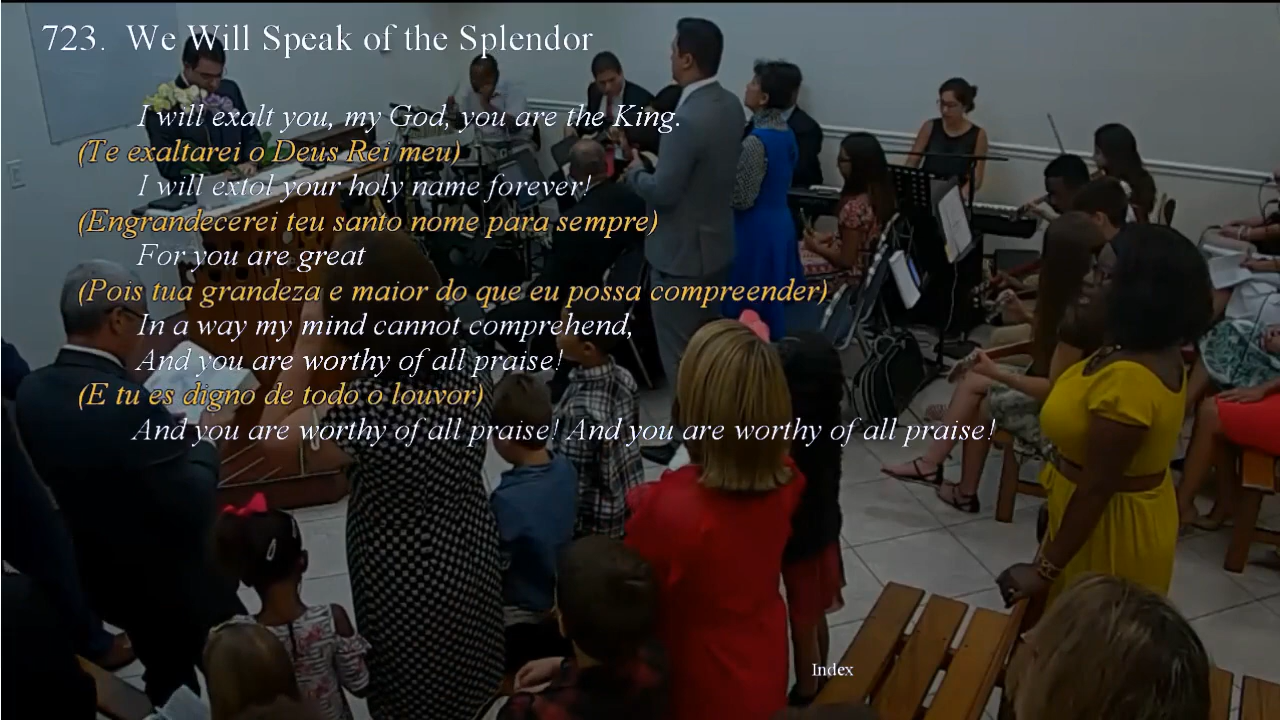 723. We Will Speak of the Splendor
I will exalt you, my God, you are the King.
(Te exaltarei o Deus Rei meu)
I will extol your holy name forever!
(Engrandecerei teu santo nome para sempre)
For you are great
(Pois tua grandeza e maior do que eu possa compreender)
In a way my mind cannot comprehend,
And you are worthy of all praise!
(E tu es digno de todo o louvor)
And you are worthy of all praise! And you are worthy of all praise!
Index